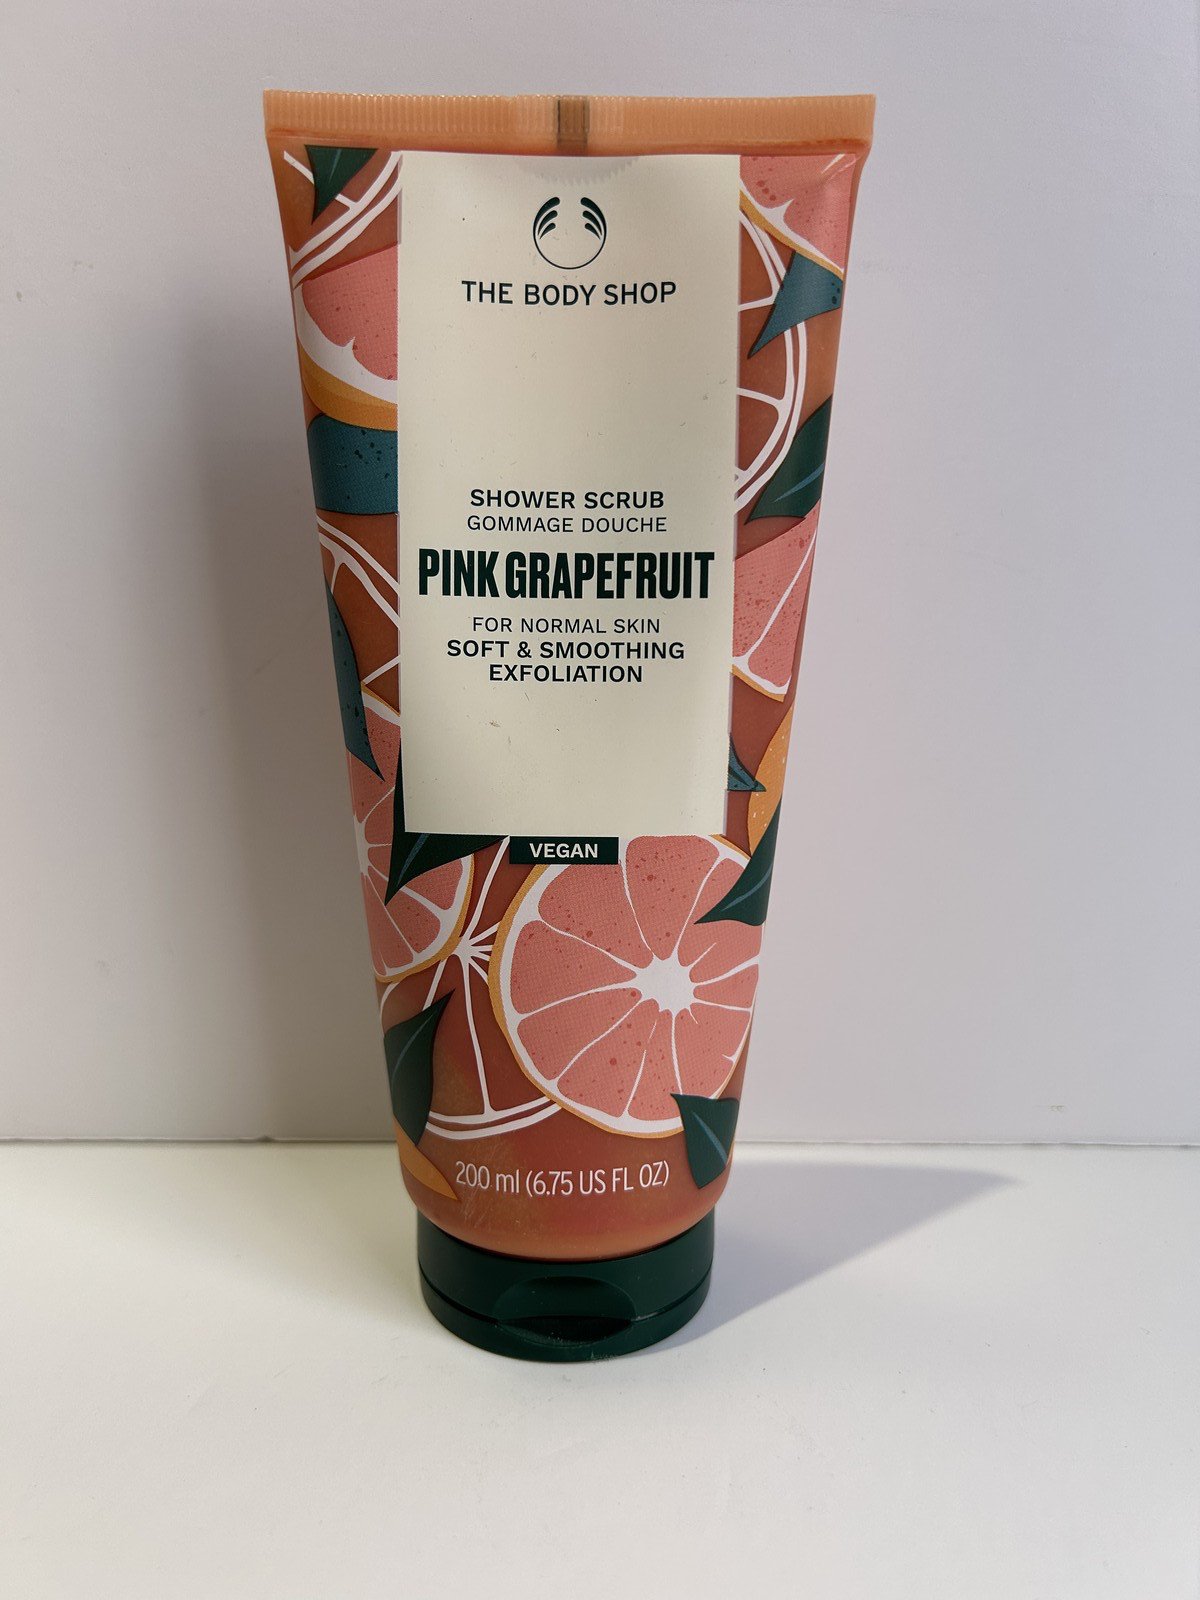 THE BODY SHOP
SHOWER SCRUB
GOMMAGE DOUCHE
PINK GRAPEFRUIT
FOR NORMAL SKIN
SOFT & SMOOTHING
EXFOLIATION
VEGAN
200 ml (6.75 US FL OZ)